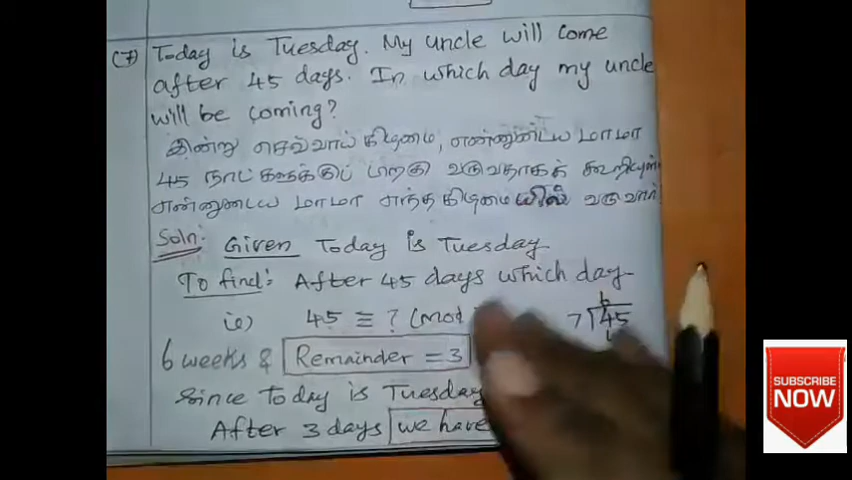 (7) Today is Tuesday. My uncle will come
after 45 days. In which day my uncle
will be coming?
இன்று செவ்வாய் கிழமை, என்னுடைய மாமா
45 நாட்களுக்குப் பிறகு வருவதாகக் கூறியுள்
என்னுடைய மாமா எந்த கிழமையில் வருவார்
Soln: Given Today is Tuesday
To find: After 45 days which day
ie) 45 ≡ ? (mod 7) 45
6 weeks & Remainder = 3
Since Today is Tuesday
After 3 days we have
SUBSCRIBE
NOW